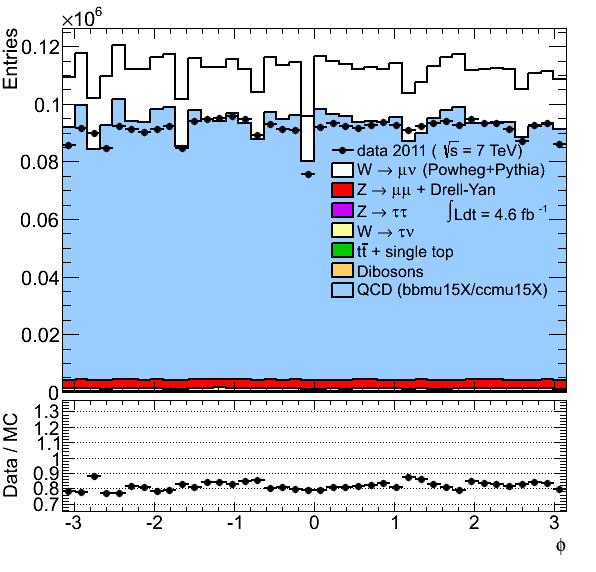 ×10⁶
Entries
0.12
0.1
0.08
0.06
0.04
0.02
0
data 2011 ( √s = 7 TeV)
W → μν (Powheg+Pythia)
Z → μμ + Drell-Yan
Z → ττ
∫Ldt = 4.6 fb⁻¹
W → τν
tt̄ + single top
Dibosons
QCD (bbmu15X/ccmu15X)
Data / MC
1.3
1.2
1.1
1
0.9
0.8
0.7
-3 -2 -1 0 1 2 3
ϕ